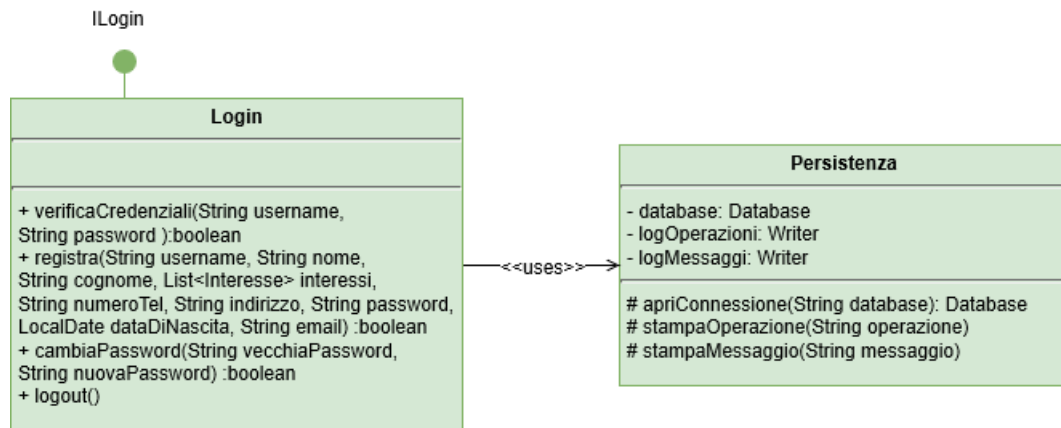 ILogin
Login
+ verificaCredenziali(String username,
String password ):boolean
+ registra(String username, String nome,
String cognome, List<Interesse> interessi,
String numeroTel, String indirizzo, String password,
LocalDate dataDiNascita, String email) :boolean
+ cambiaPassword(String vecchiaPassword,
String nuovaPassword) :boolean
+ logout()
<<uses>>
Persistenza
- database: Database
- logOperazioni: Writer
- logMessaggi: Writer
# apriConnessione(String database): Database
# stampaOperazione(String operazione)
# stampaMessaggio(String messaggio)